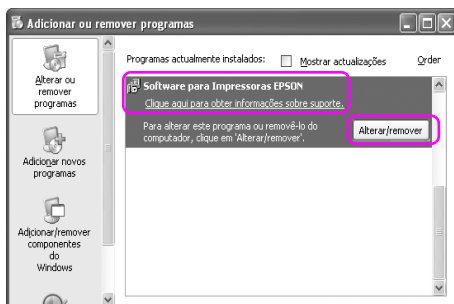 Adicionar ou remover programas
Alterar ou
remover
programas
Adicionar novos
programas
Adicionar/remover
componentes
do
Windows
Programas actualmente instalados:
Mostrar actualizações
Order
Software para Impressoras EPSON
Clique aqui para obter informações sobre suporte.
Para alterar este programa ou removê-lo do
computador, clique em 'Alterar/remover'.
Alterar/remover